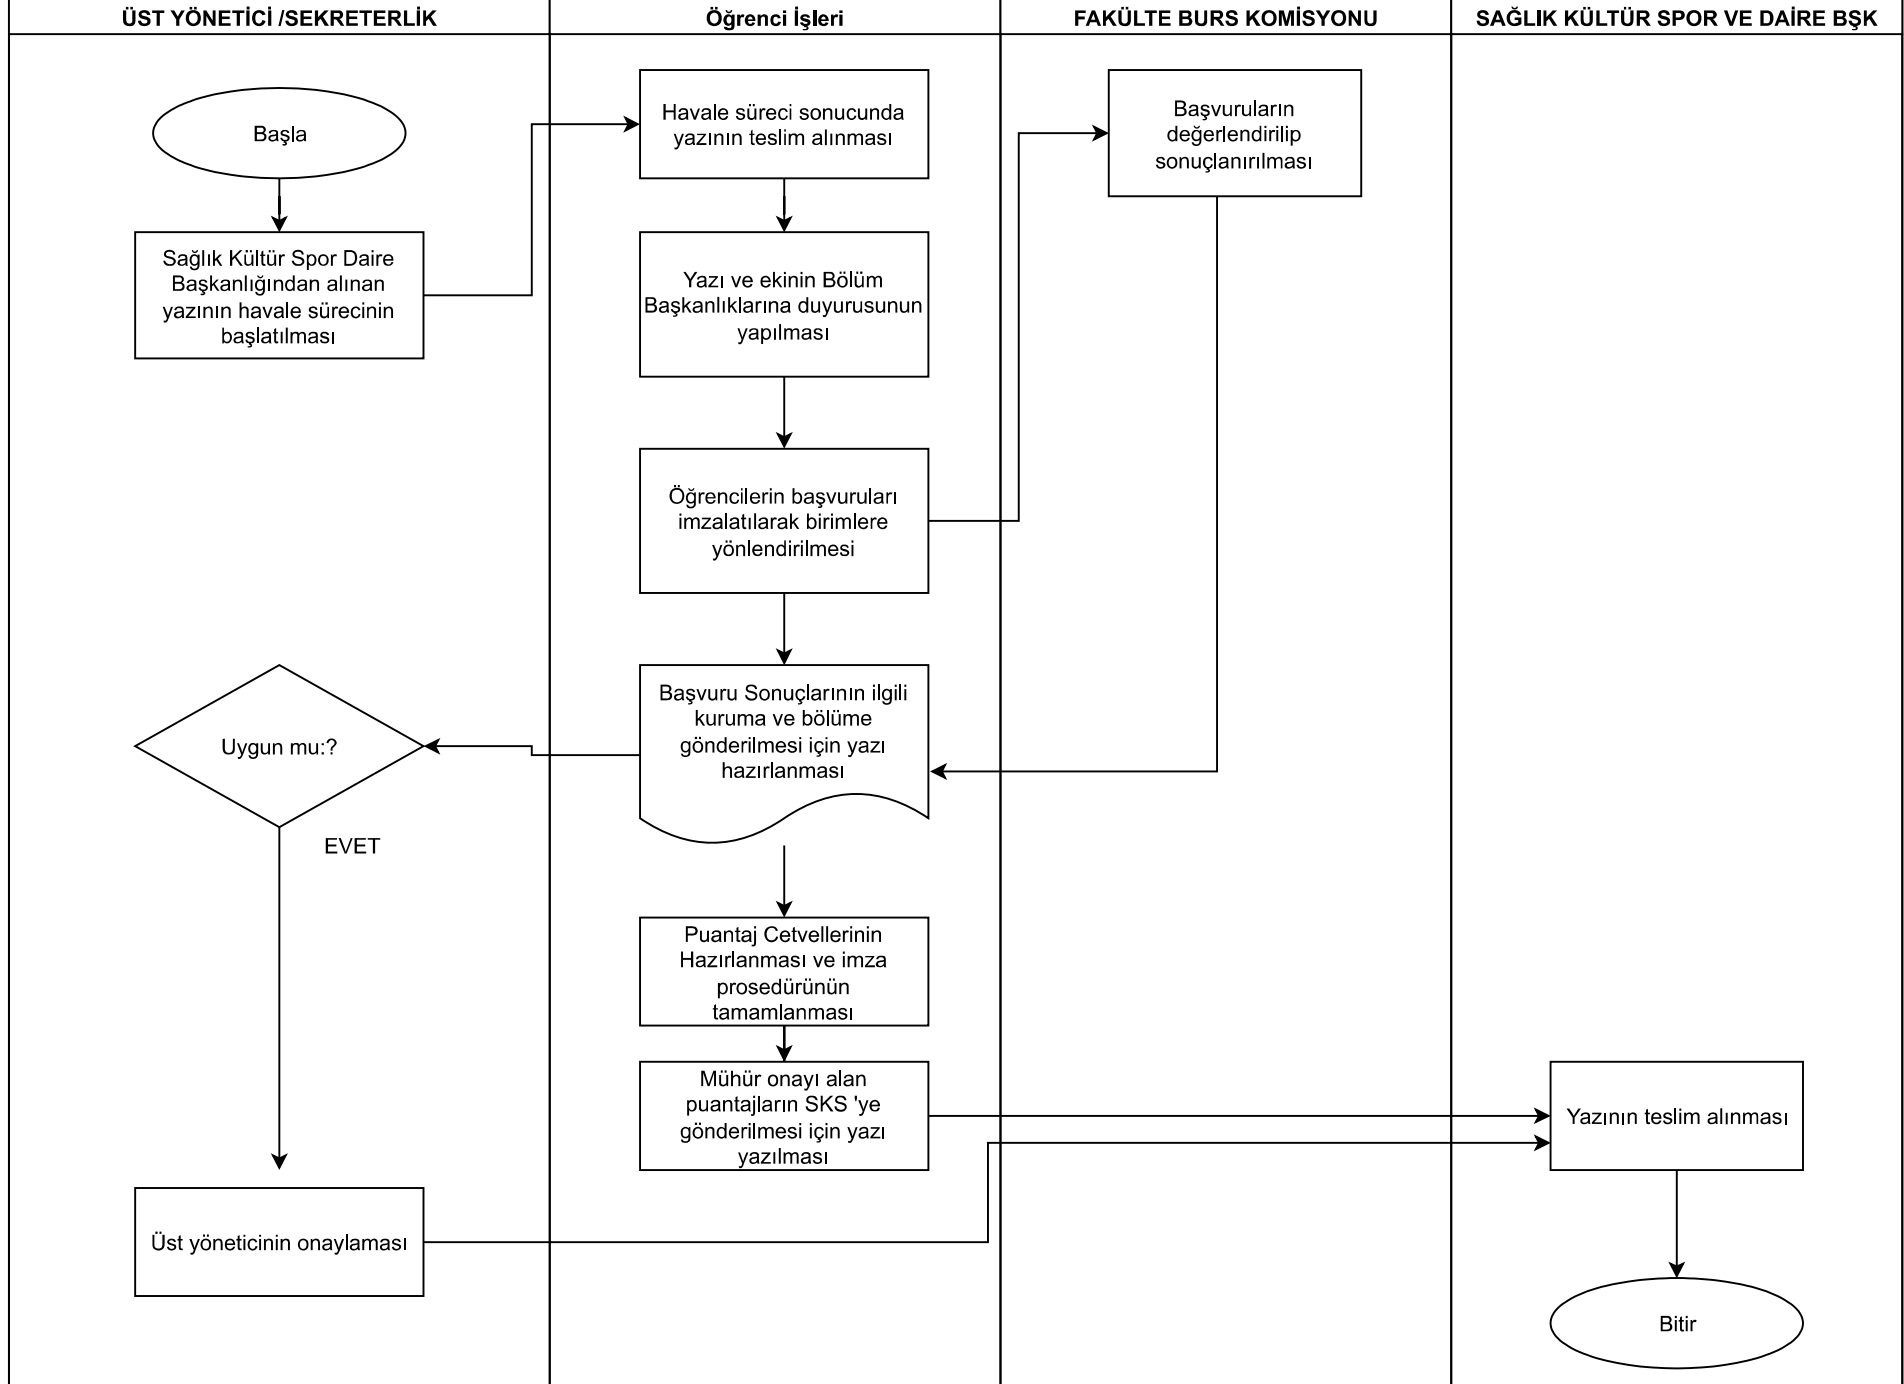 ÜST YÖNETİCİ /SEKRETERLİK
Öğrenci İşleri
FAKÜLTE BURS KOMİSYONU
SAĞLIK KÜLTÜR SPOR VE DAİRE BŞK
Başla
Sağlık Kültür Spor Daire
Başkanlığından alınan
yazının havale sürecinin
başlatılması
Havale süreci sonucunda
yazının teslim alınması
Başvuruların
değerlendirilip
sonuçlanırılması
Yazı ve ekinin Bölüm
Başkanlıklarına duyurusunun
yapılması
Öğrencilerin başvuruları
imzalatılarak birimlere
yönlendirilmesi
Başvuru Sonuçlarının ilgili
kuruma ve bölüme
gönderilmesi için yazı
hazırlanması
Uygun mu:?
EVET
Puantaj Cetvellerinin
Hazırlanması ve imza
prosedürünün
tamamlanması
Mühür onayı alan
puantajların SKS 'ye
gönderilmesi için yazı
yazılması
Yazının teslim alınması
Üst yöneticinin onaylaması
Bitir